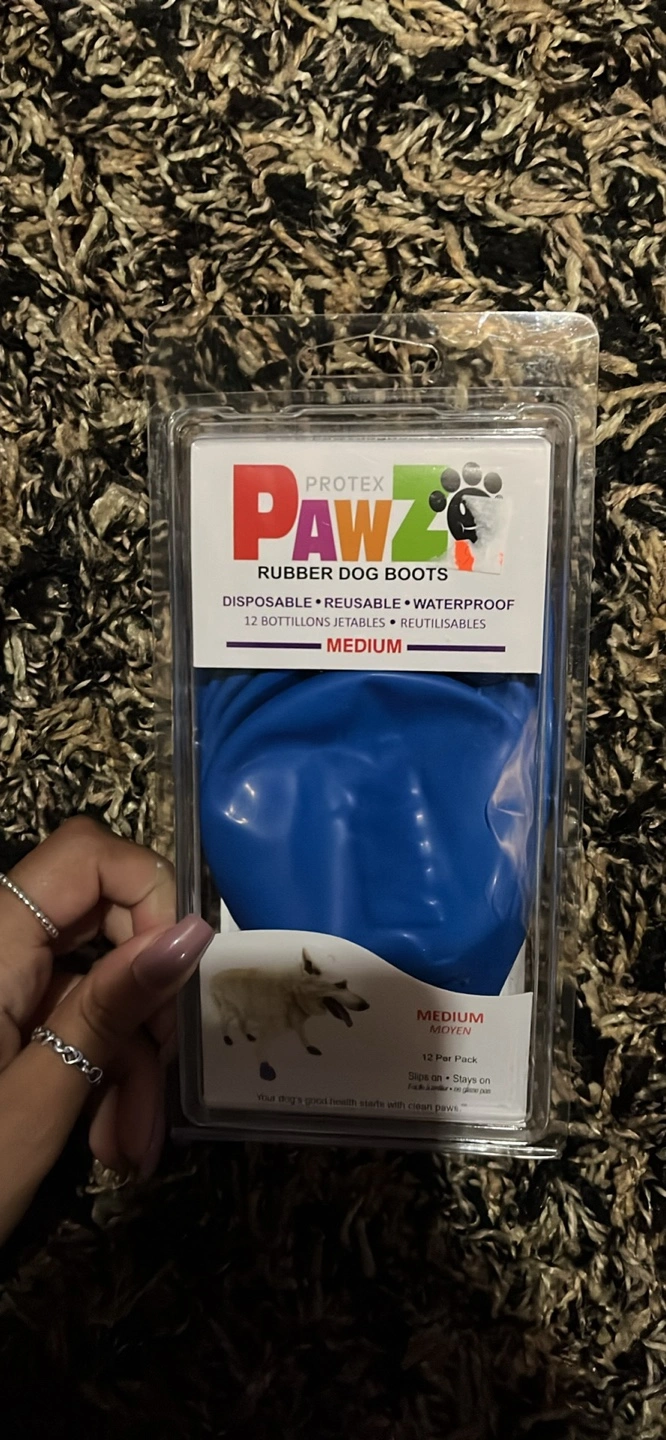 PROTEX
PAWZ
RUBBER DOG BOOTS
DISPOSABLE • REUSABLE • WATERPROOF
12 BOTTILLONS JETABLES • REUTILISABLES
MEDIUM
MEDIUM
MOYEN
12 Per Pack
Slips on • Stays on
Your dog's good health starts with clean paws.™